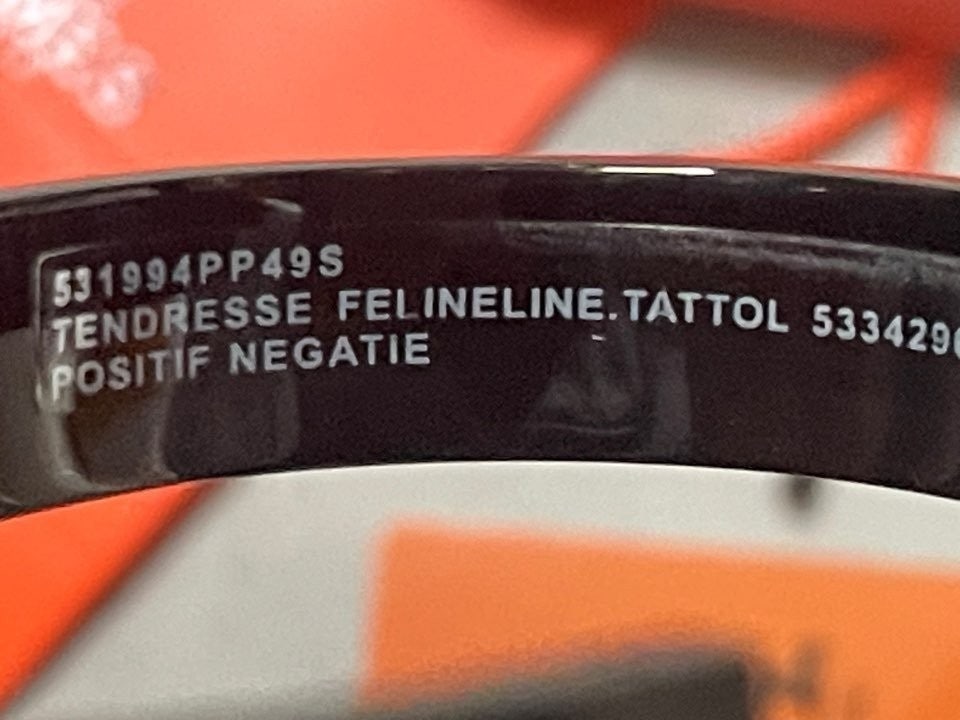 531994PP49S
TENDRESSE FELINELINE.TATTOL 533429
POSITIF NEGATIE